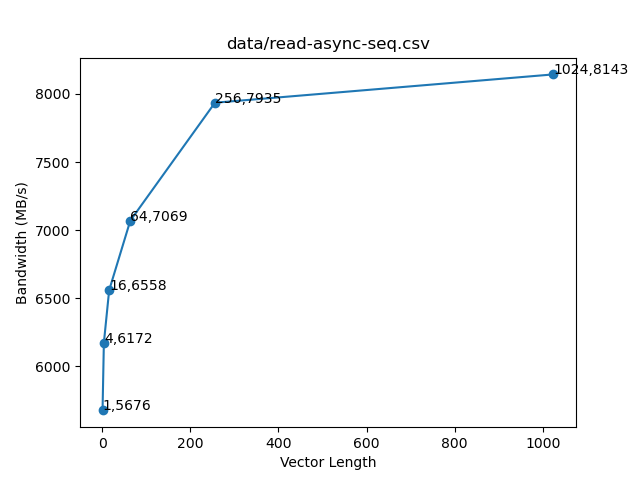 data/read-async-seq.csv
1024,8143
8000
256,7935
7500
Bandwidth (MB/s)
7000
64,7069
6500
16,6558
4,6172
6000
1,5676
0 200 400 600 800 1000
Vector Length